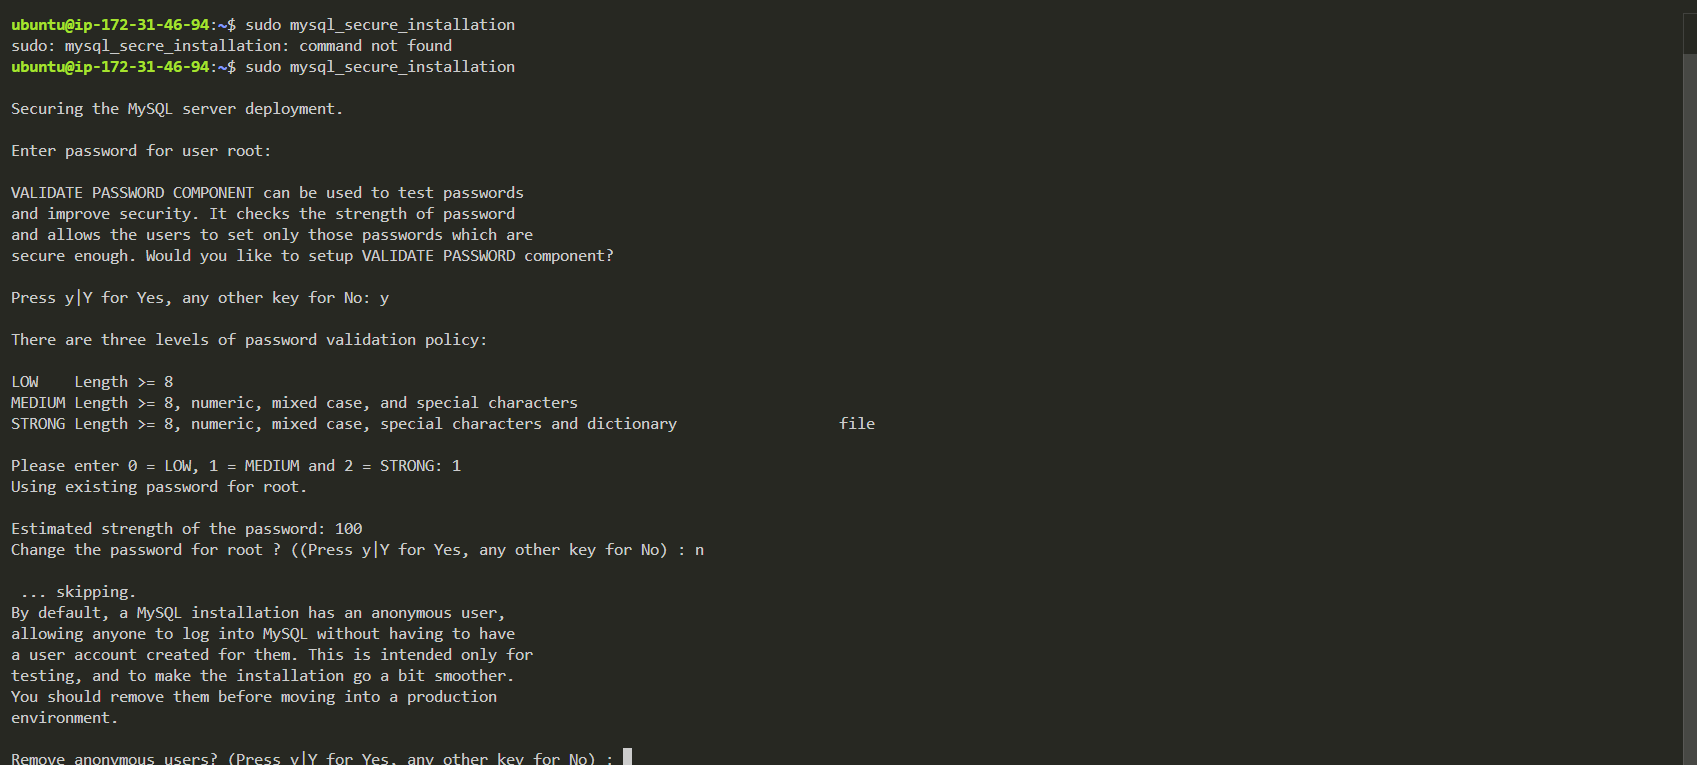 ubuntu@ip-172-31-46-94:~$ sudo mysql_secure_installation
sudo: mysql_secre_installation: command not found
ubuntu@ip-172-31-46-94:~$ sudo mysql_secure_installation
Securing the MySQL server deployment.
Enter password for user root:
VALIDATE PASSWORD COMPONENT can be used to test passwords
and improve security. It checks the strength of password
and allows the users to set only those passwords which are
secure enough. Would you like to setup VALIDATE PASSWORD component?
Press y|Y for Yes, any other key for No: y
There are three levels of password validation policy:
LOW    Length >= 8
MEDIUM Length >= 8, numeric, mixed case, and special characters
STRONG Length >= 8, numeric, mixed case, special characters and dictionary                  file
Please enter 0 = LOW, 1 = MEDIUM and 2 = STRONG: 1
Using existing password for root.
Estimated strength of the password: 100
Change the password for root ? ((Press y|Y for Yes, any other key for No) : n
 ... skipping.
By default, a MySQL installation has an anonymous user,
allowing anyone to log into MySQL without having to have
a user account created for them. This is intended only for
testing, and to make the installation go a bit smoother.
You should remove them before moving into a production
environment.
Remove anonymous users? (Press y|Y for Yes, any other key for No) :